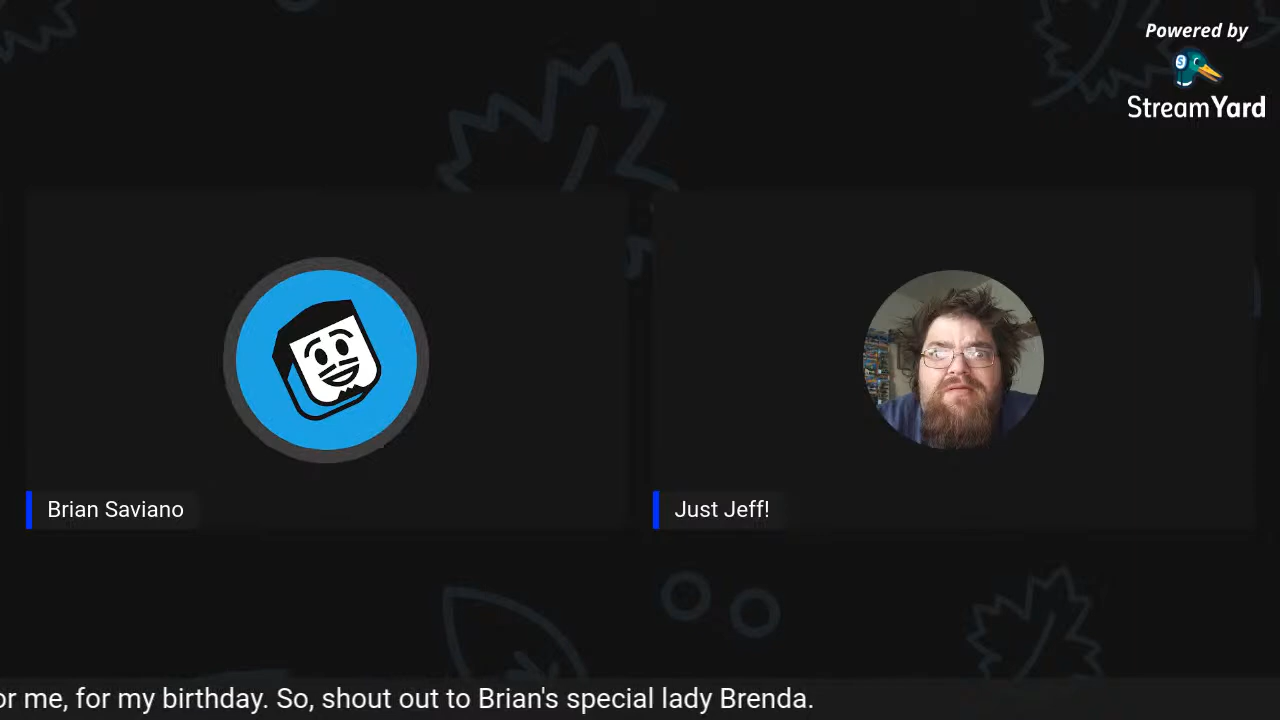 Powered by
StreamYard
Brian Saviano
Just Jeff!
me, for my birthday. So, shout out to Brian's special lady Brenda.